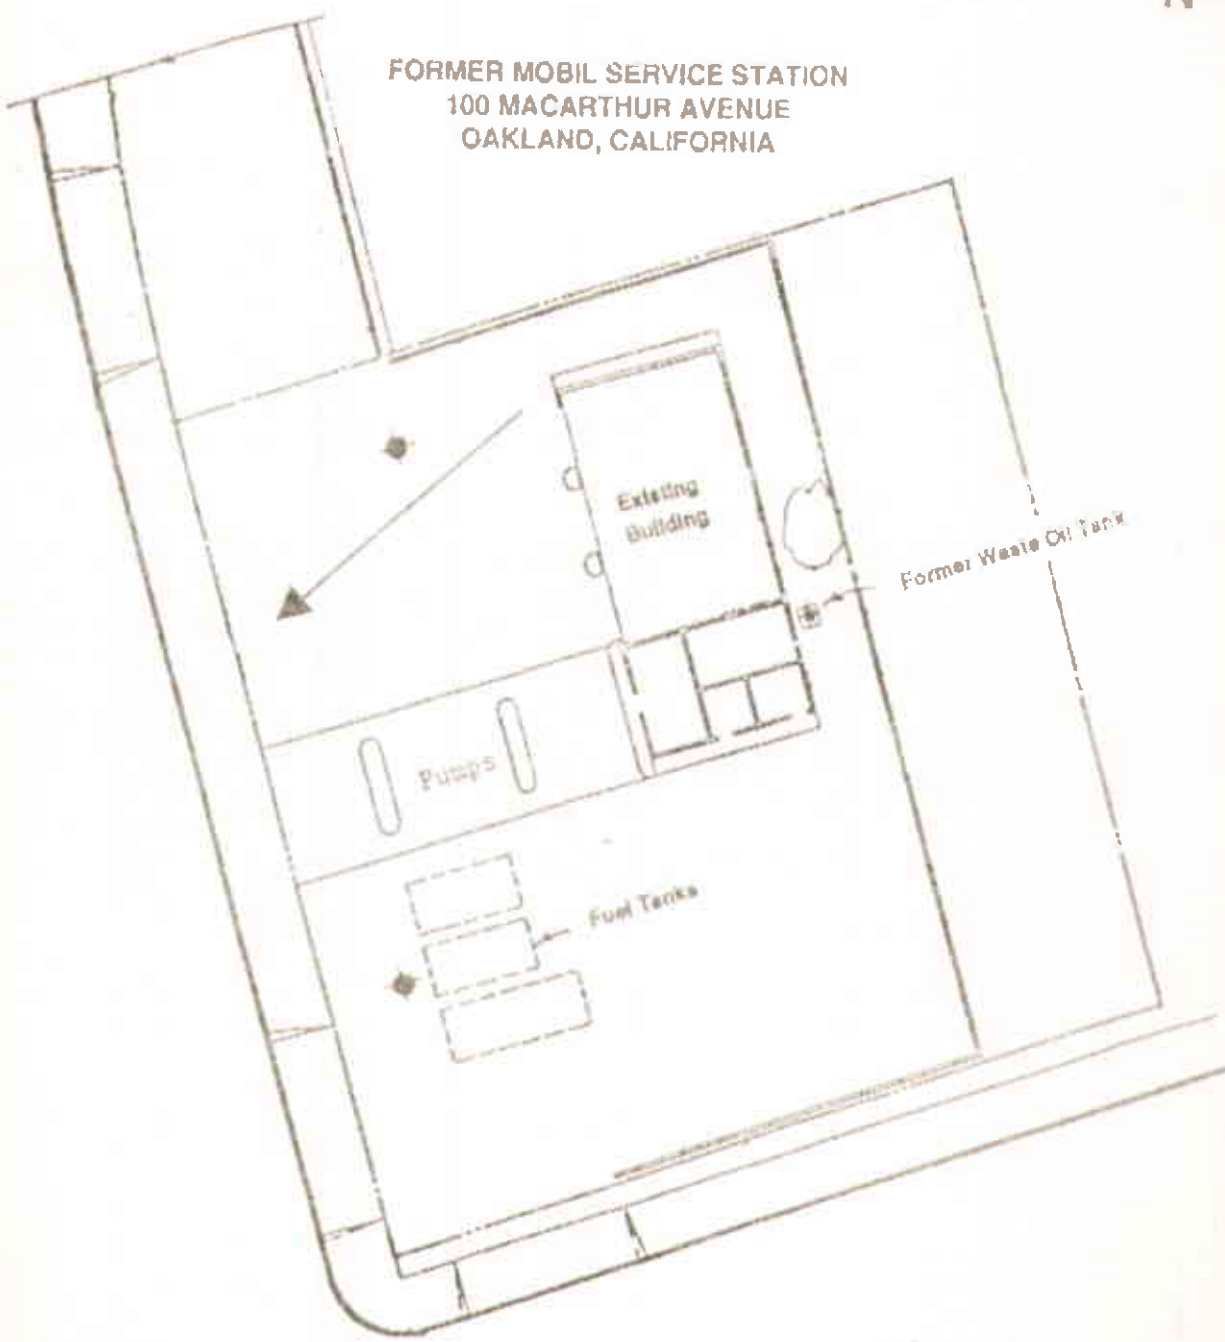 N
FORMER MOBIL SERVICE STATION
100 MACARTHUR AVENUE
OAKLAND, CALIFORNIA
Existing
Building
Former Waste Oil Tank
Pumps
Fuel Tanks